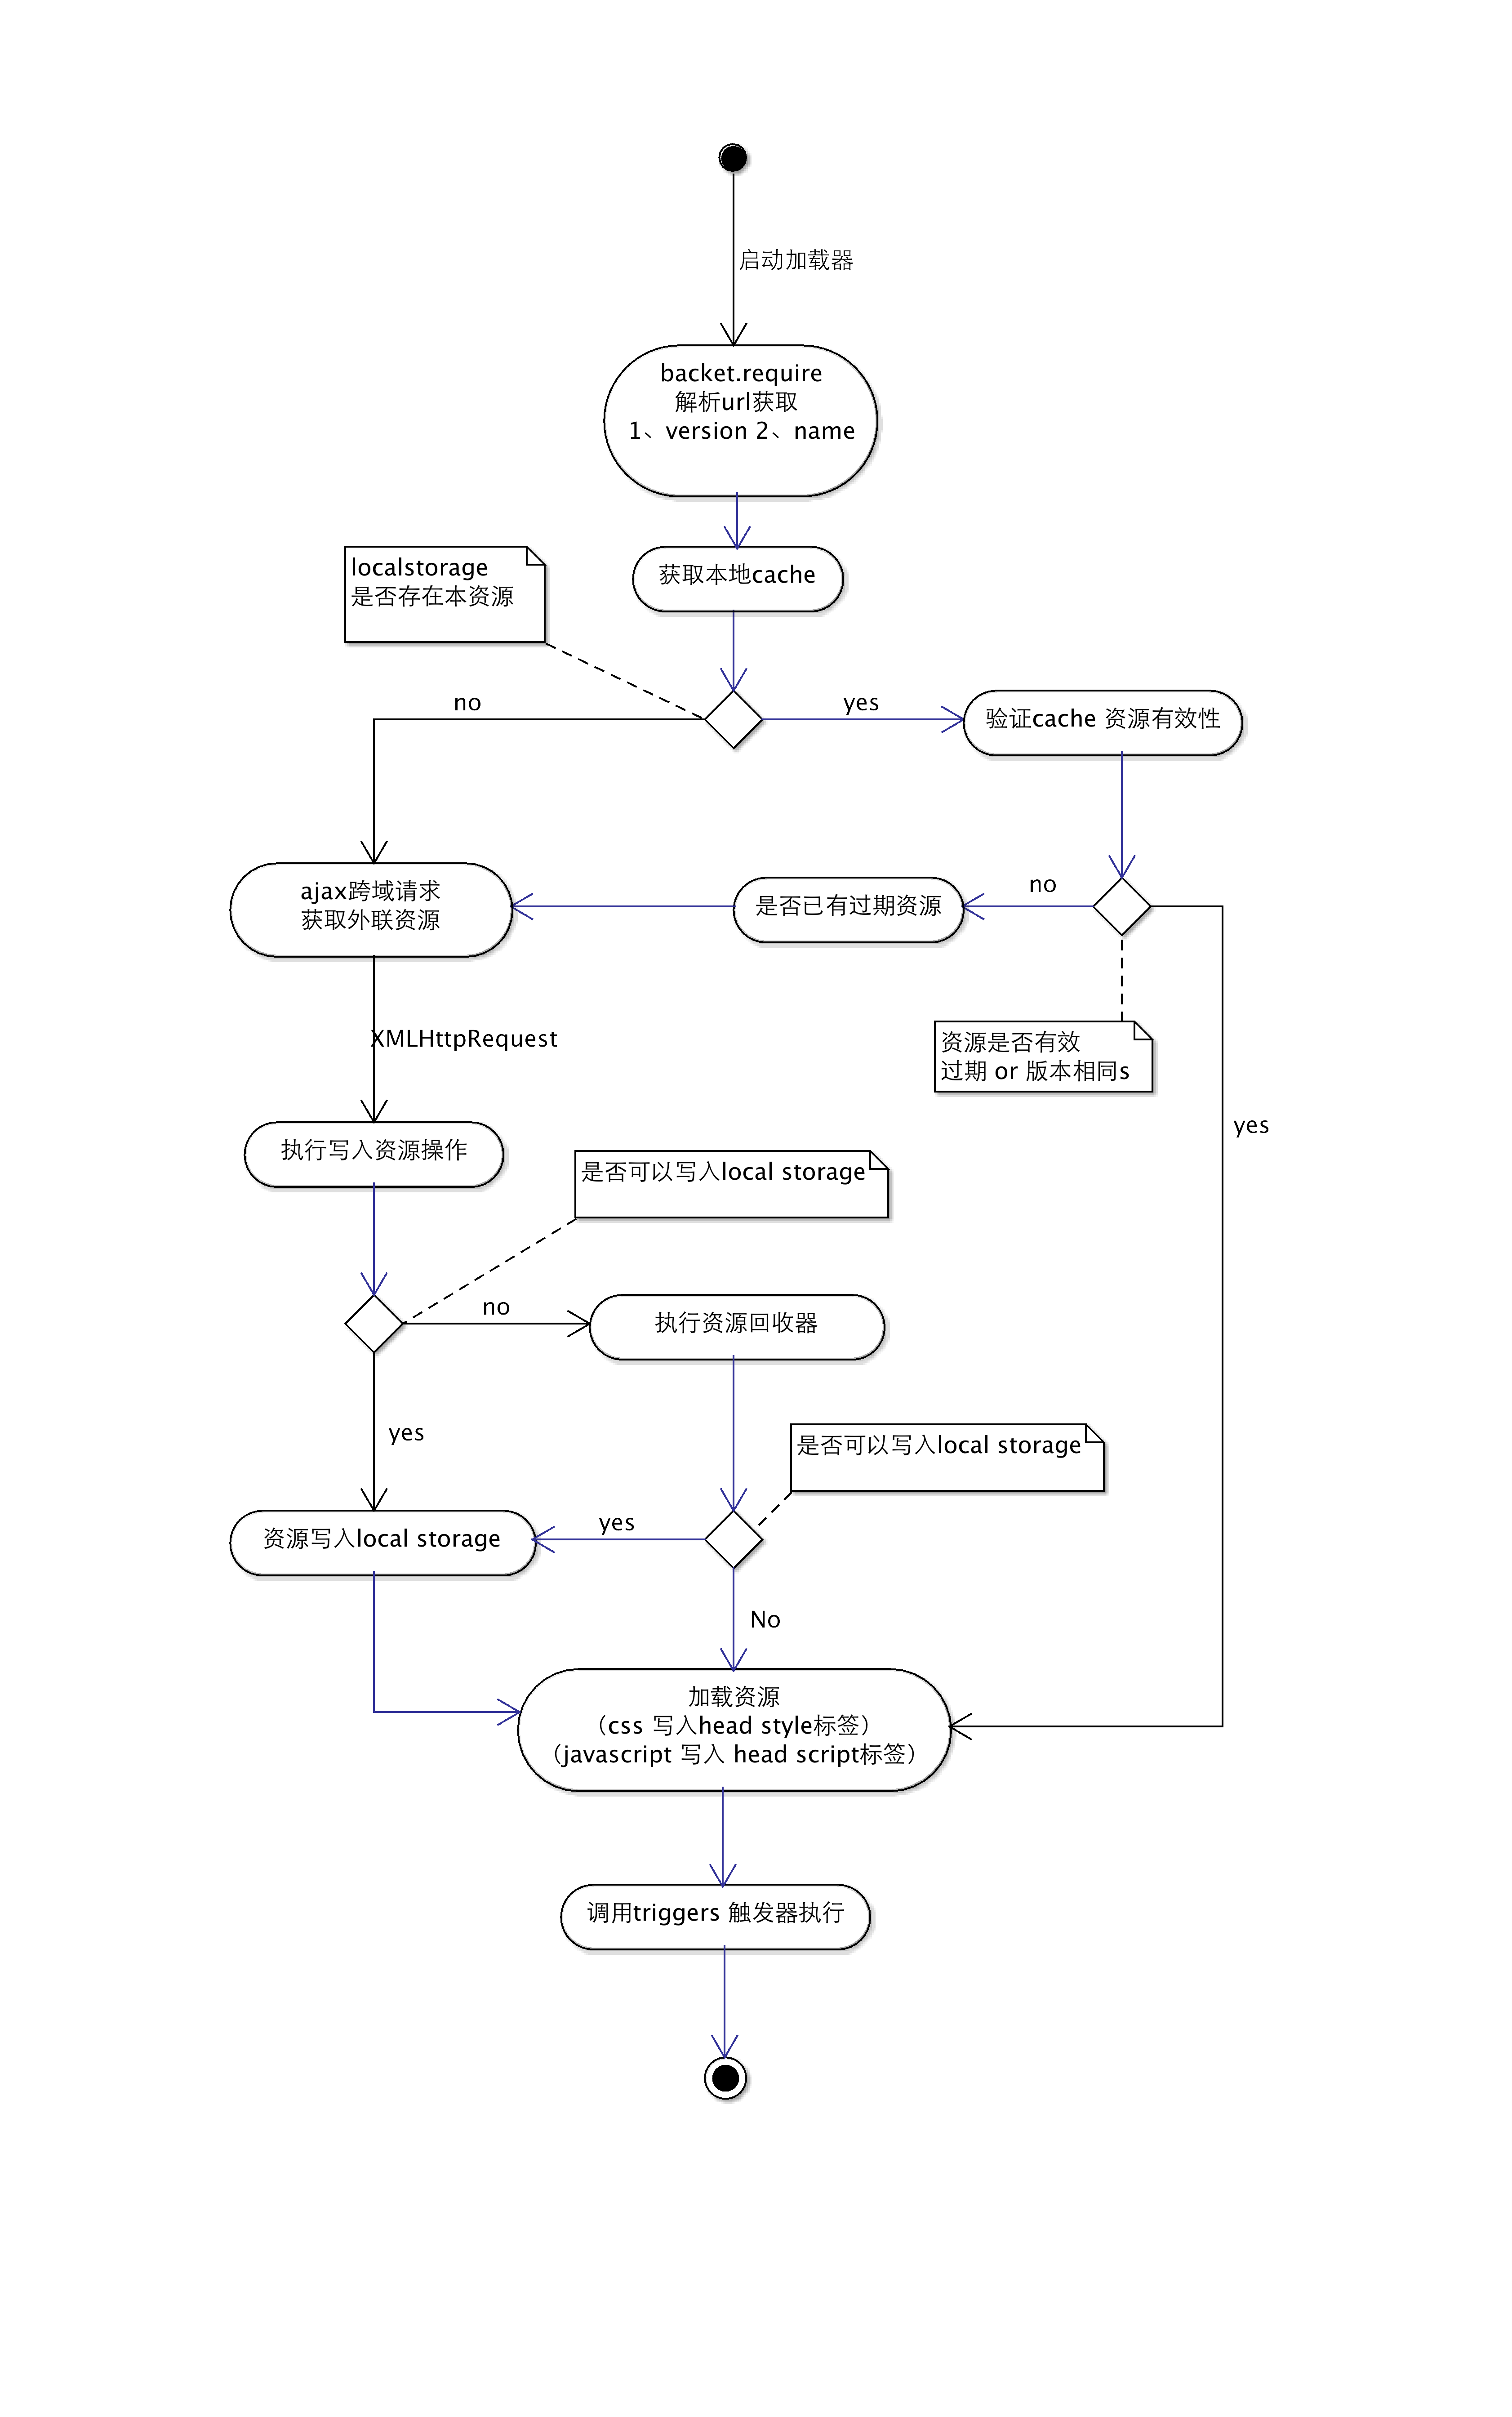 启动加载器
backet.require
解析url获取
1、version 2、name
localstorage
是否存在本资源
获取本地cache
no
yes
验证cache 资源有效性
ajax跨域请求
获取外联资源
是否已有过期资源
no
资源是否有效
过期 or 版本相同s
XMLHttpRequest
yes
执行写入资源操作
是否可以写入local storage
no
执行资源回收器
yes
是否可以写入local storage
资源写入local storage
yes
No
加载资源
（css 写入head style标签）
（javascript 写入 head script标签）
调用triggers 触发器执行